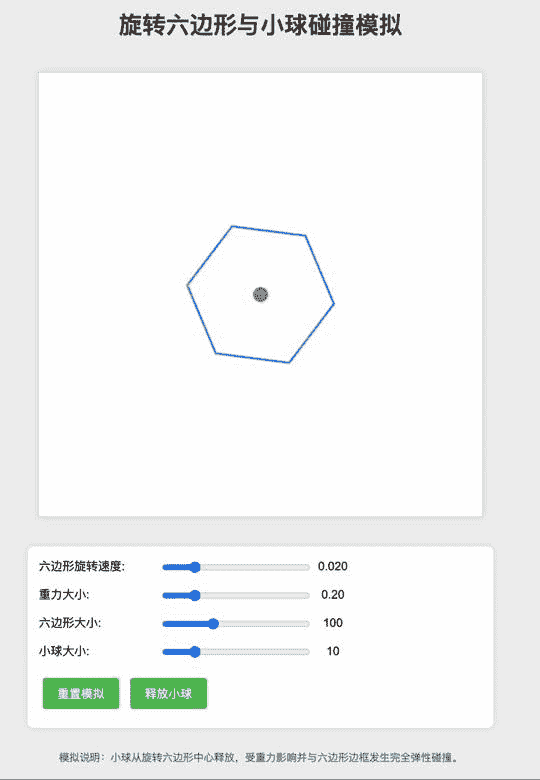 旋转六边形与小球碰撞模拟
六边形旋转速度: 0.020
重力大小: 0.20
六边形大小: 100
小球大小: 10
重置模拟 释放小球
模拟说明：小球从旋转六边形中心释放，受重力影响并与六边形边框发生完全弹性碰撞。